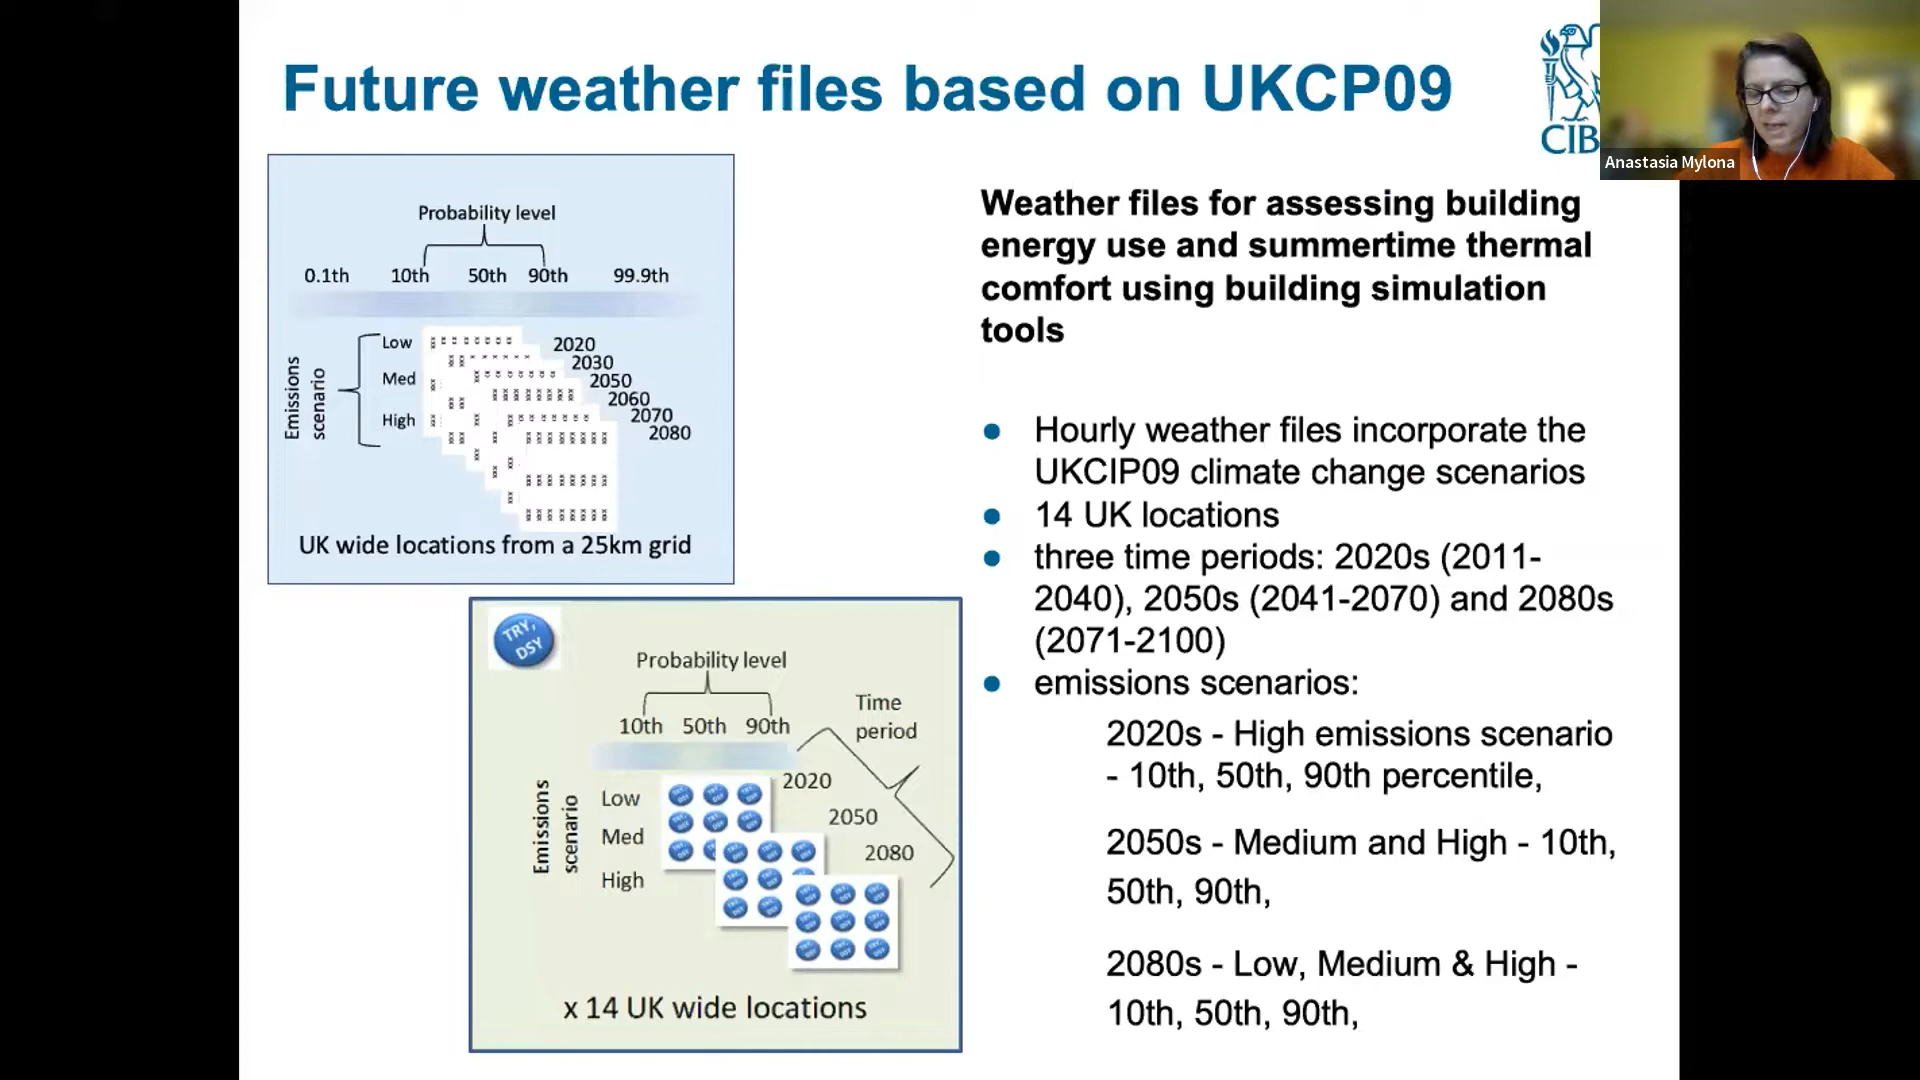 Future weather files based on UKCP09
CIB
Anastasia Mylona
Probability level
0.1th 10th 50th 90th 99.9th
Emissions
scenario
Low
Med
High
2020
2030
2050
2060
2070
2080
UK wide locations from a 25km grid
TRY,
DSY
Probability level
10th 50th 90th
Time
period
Emissions
scenario
Low
Med
High
2020
2050
2080
x 14 UK wide locations
Weather files for assessing building
energy use and summertime thermal
comfort using building simulation
tools
Hourly weather files incorporate the
UKCIP09 climate change scenarios
14 UK locations
three time periods: 2020s (2011-
2040), 2050s (2041-2070) and 2080s
(2071-2100)
emissions scenarios:
2020s - High emissions scenario
- 10th, 50th, 90th percentile,
2050s - Medium and High - 10th,
50th, 90th,
2080s - Low, Medium & High -
10th, 50th, 90th,